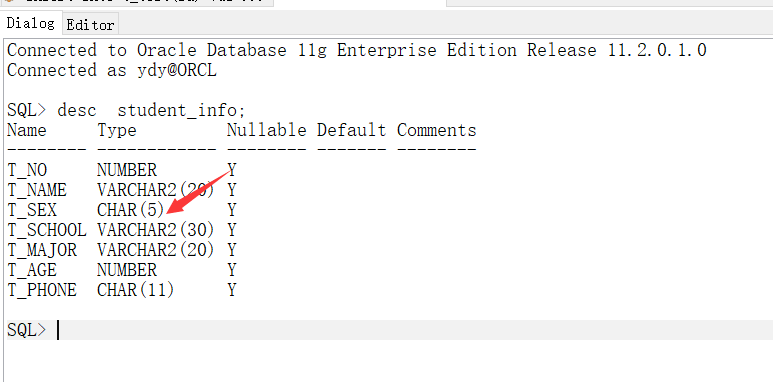 Dialog Editor
Connected to Oracle Database 11g Enterprise Edition Release 11.2.0.1.0
Connected as ydy@ORCL
SQL> desc  student_info;
Name     Type         Nullable Default Comments
-------- ------------ -------- ------- --------
T_NO     NUMBER       Y
T_NAME   VARCHAR2(20) Y
T_SEX    CHAR(5)      Y
T_SCHOOL VARCHAR2(30) Y
T_MAJOR  VARCHAR2(20) Y
T_AGE    NUMBER       Y
T_PHONE  CHAR(11)     Y
SQL>